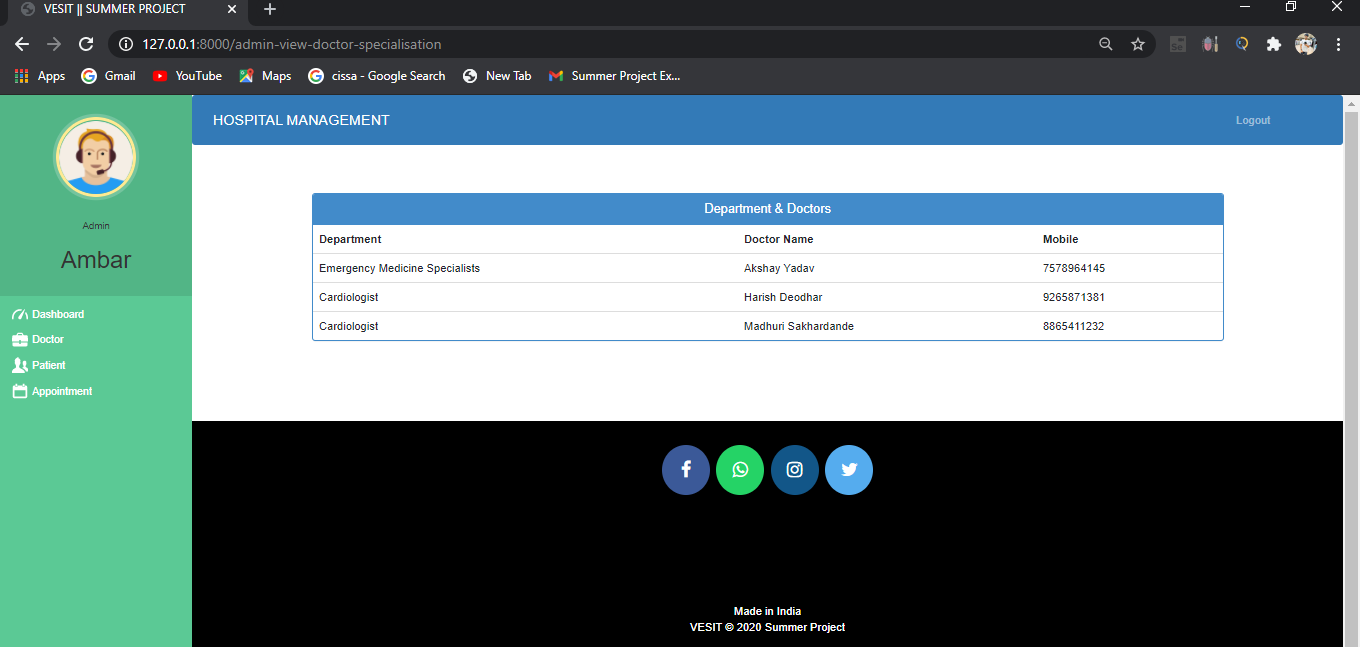 VESIT || SUMMER PROJECT
127.0.0.1:8000/admin-view-doctor-specialisation
Apps Gmail YouTube Maps cissa - Google Search New Tab Summer Project Ex...
HOSPITAL MANAGEMENT Logout
Admin
Ambar
Dashboard
Doctor
Patient
Appointment
Department & Doctors
Department Doctor Name Mobile
Emergency Medicine Specialists Akshay Yadav 7578964145
Cardiologist Harish Deodhar 9265871381
Cardiologist Madhuri Sakhardande 8865411232
Made in India
VESIT © 2020 Summer Project